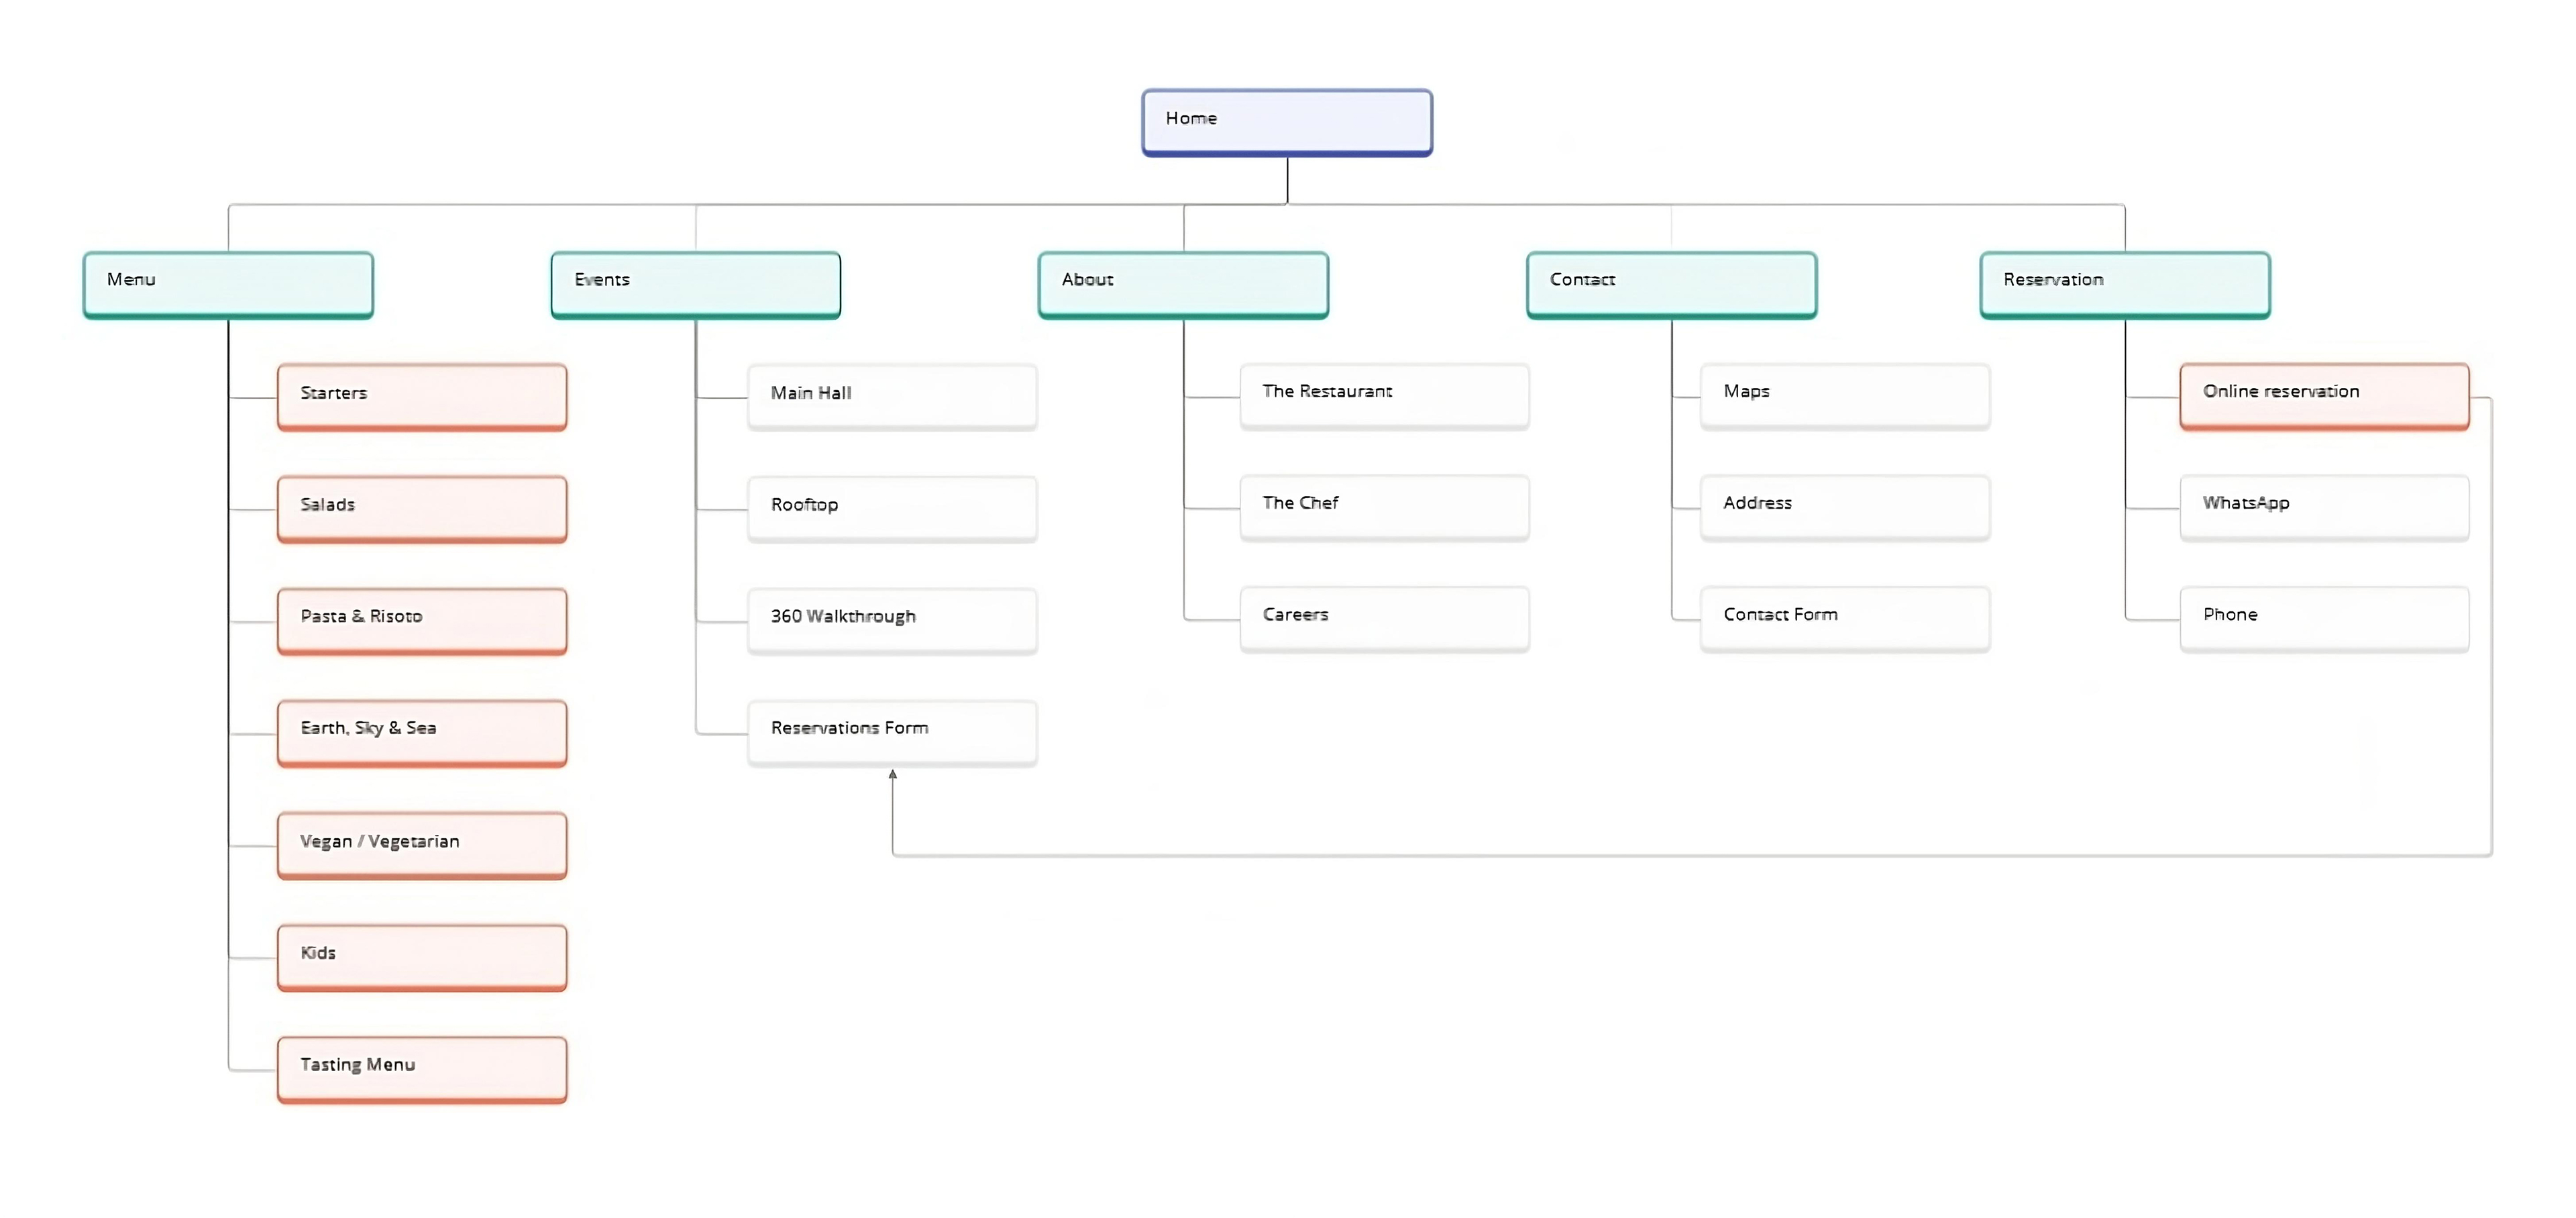 Home
Menu
Events
About
Contact
Reservation
Starters
Salads
Pasta & Risoto
Earth, Sky & Sea
Vegan / Vegetarian
Kids
Tasting Menu
Main Hall
Rooftop
360 Walkthrough
Reservations Form
The Restaurant
The Chef
Careers
Maps
Address
Contact Form
Online reservation
WhatsApp
Phone